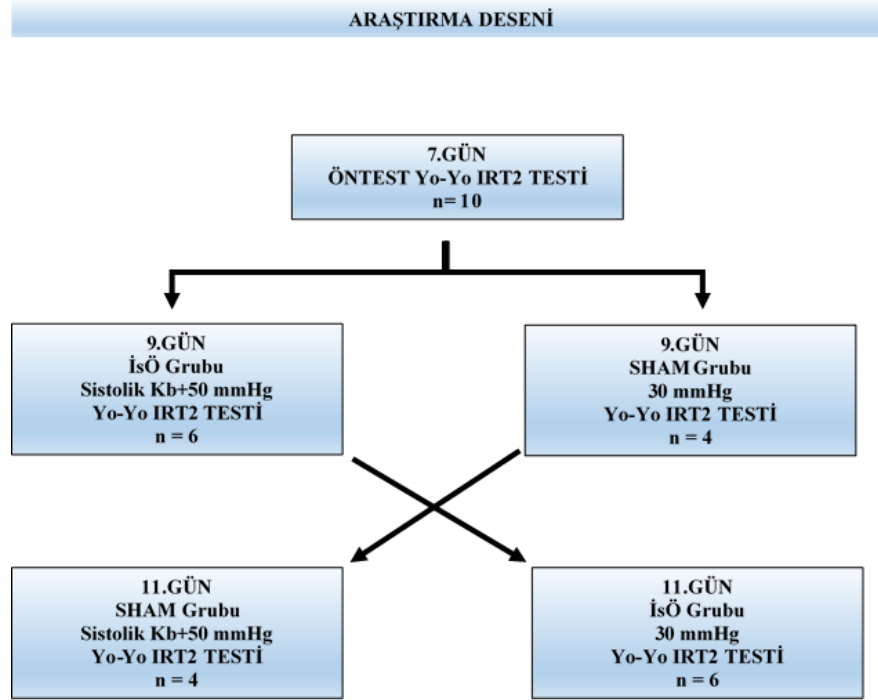 ARAŞTIRMA DESENİ
7.GÜN
ÖNTEST Yo-Yo IRT2 TESTİ
n= 10
9.GÜN
İsÖ Grubu
Sistolik Kb+50 mmHg
Yo-Yo IRT2 TESTİ
n = 6
9.GÜN
SHAM Grubu
30 mmHg
Yo-Yo IRT2 TESTİ
n = 4
11.GÜN
SHAM Grubu
Sistolik Kb+50 mmHg
Yo-Yo IRT2 TESTİ
n = 4
11.GÜN
İsÖ Grubu
30 mmHg
Yo-Yo IRT2 TESTİ
n = 6